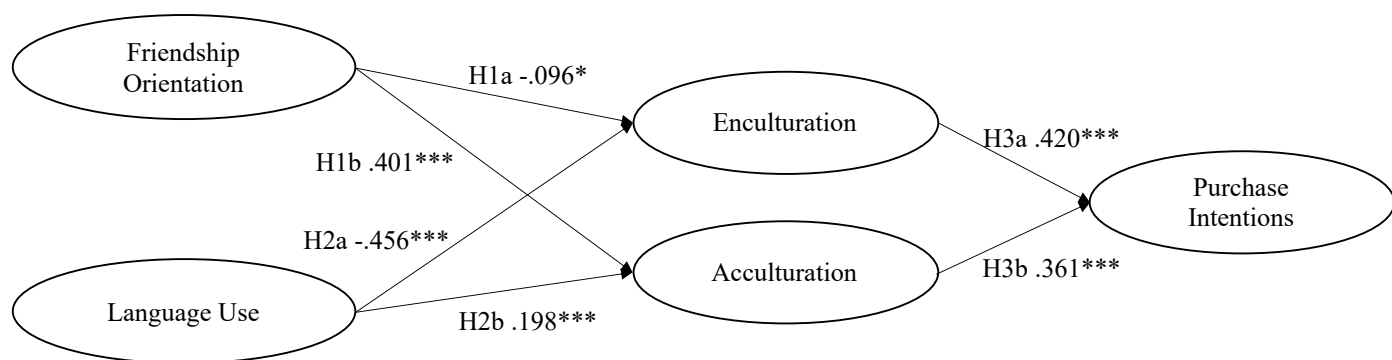 Friendship
Orientation
H1a -.096*
Enculturation
H3a .420***
H1b .401***
Purchase
Intentions
H2a -.456***
Acculturation
H3b .361***
Language Use
H2b .198***